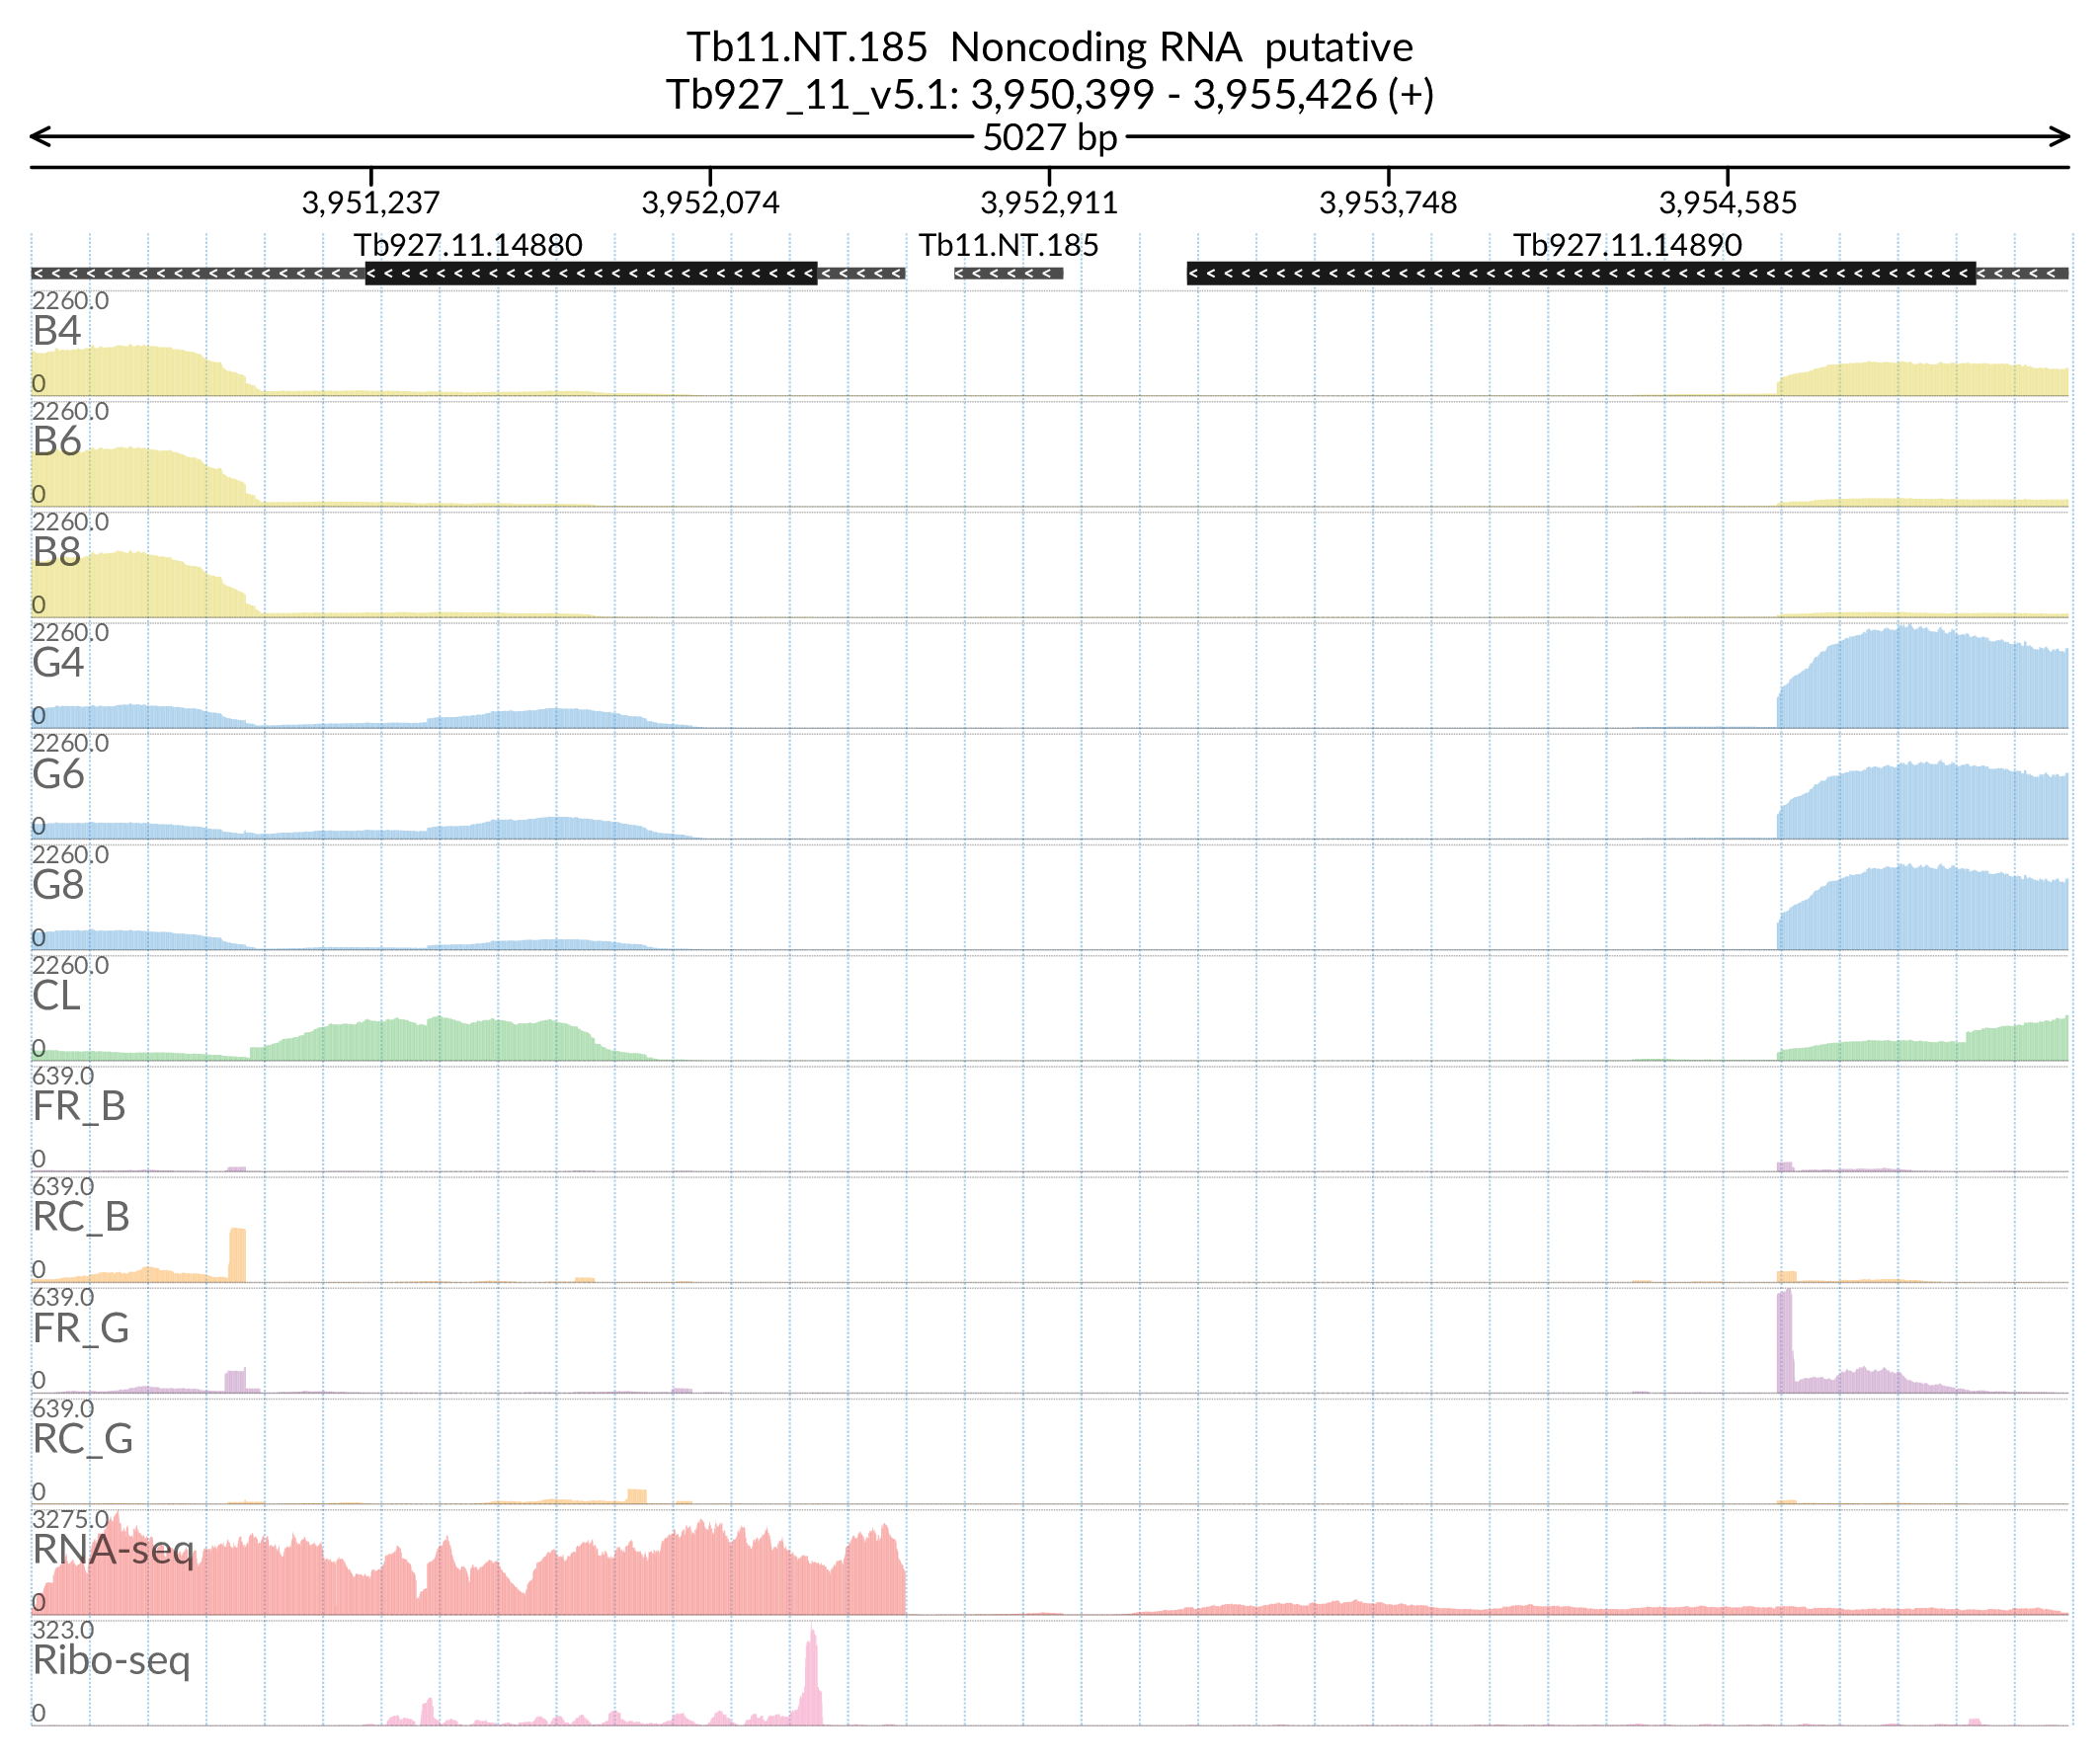 Tb11.NT.185 Noncoding RNA putative
Tb927_11_v5.1: 3,950,399 - 3,955,426 (+)
5027 bp
3,951,237 3,952,074 3,952,911 3,953,748 3,954,585
Tb927.11.14880 Tb11.NT.185 Tb927.11.14890
2260.0
B4
0
2260.0
B6
0
2260.0
B8
0
2260.0
G4
0
2260.0
G6
0
2260.0
G8
0
2260.0
CL
0
639.0
FR_B
0
639.0
RC_B
0
639.0
FR_G
0
639.0
RC_G
0
3275.0
RNA-seq
0
323.0
Ribo-seq
0